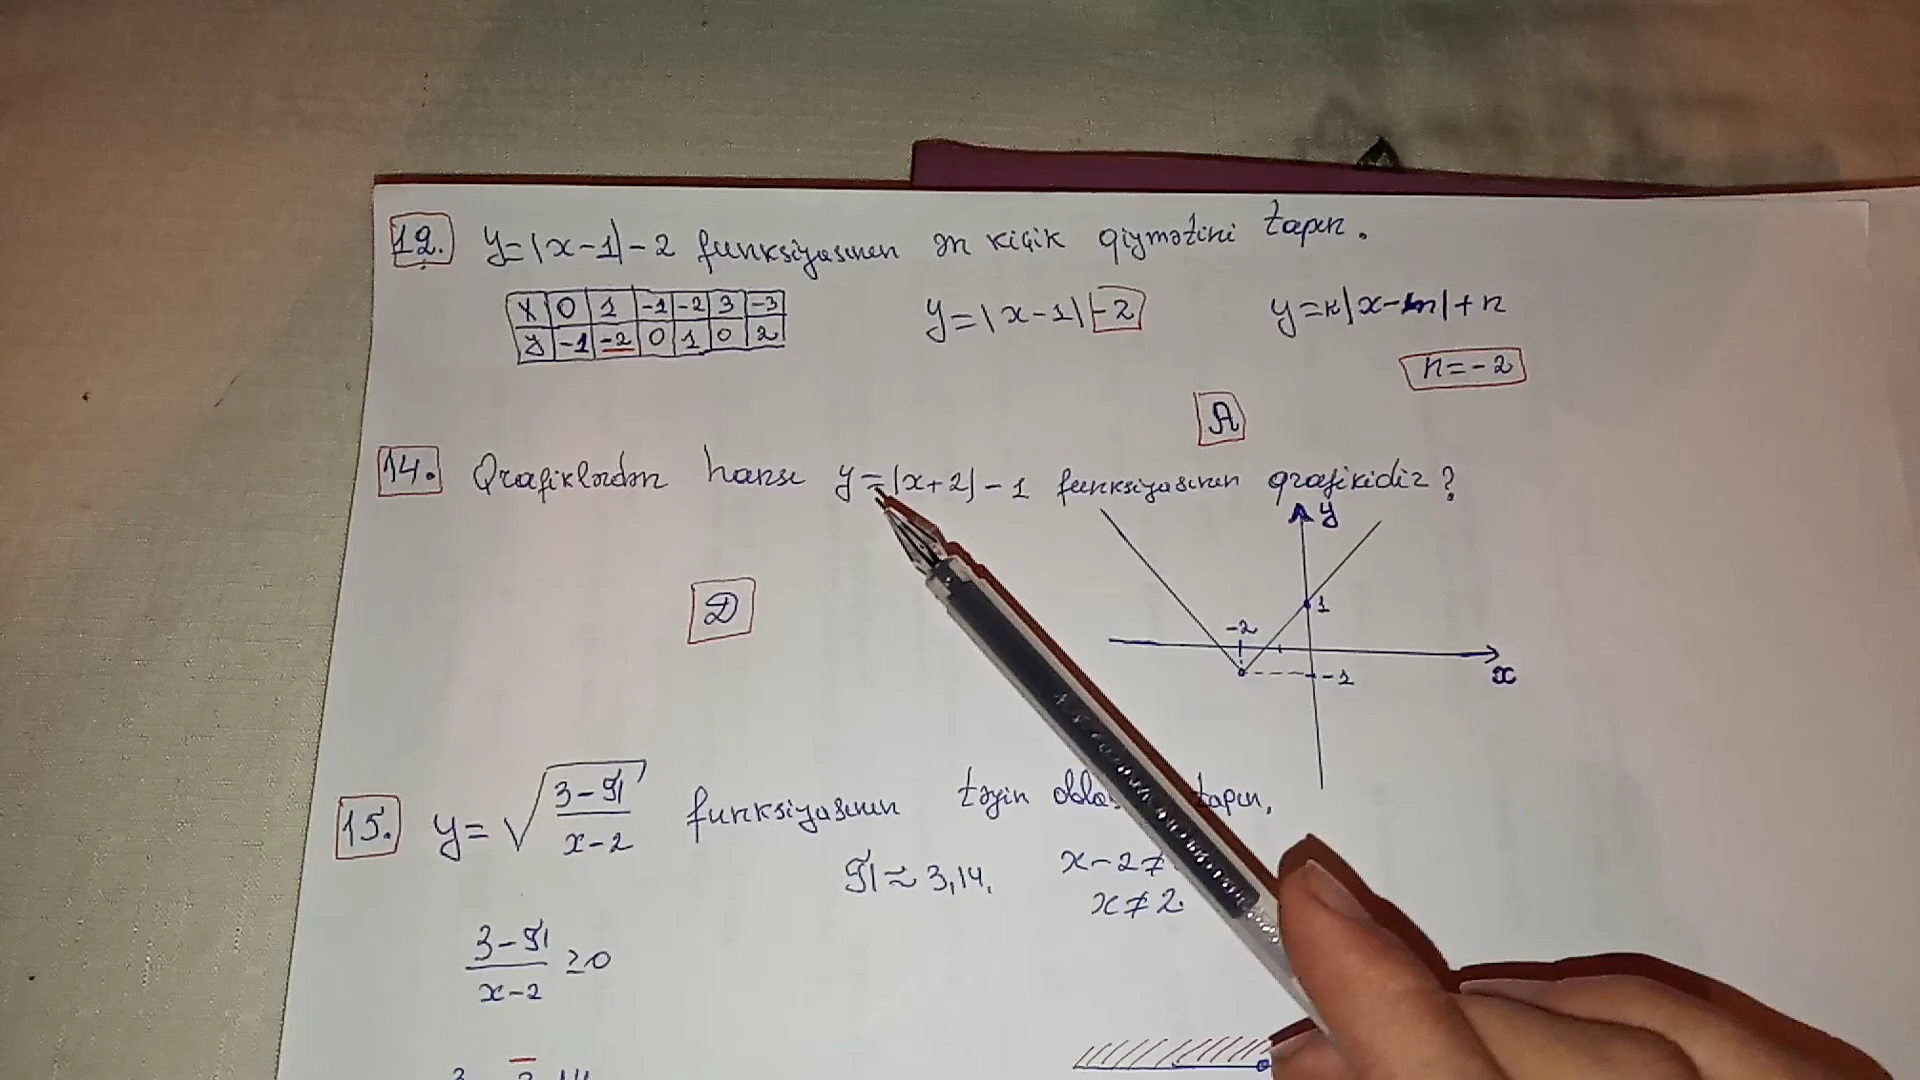 12. y=|x-1|-2 funksiyasının ən kiçik qiymətini tapın.
x 0 1 -1 -2 3 -3
y -1 -2 0 1 0 2
y=|x-1|-2
y=k|x-m|+n
n=-2
A
14. Qrafiklərdən hansı y=|x+2|-1 funksiyasının qrafikidir?
y
1
-2
-1
x
D
15. y=√(3-π)/(x-2) funksiyasının təyin tapın.
π≈3,14.
x-2≠
x≠2.
(3-π)/(x-2) ≥0